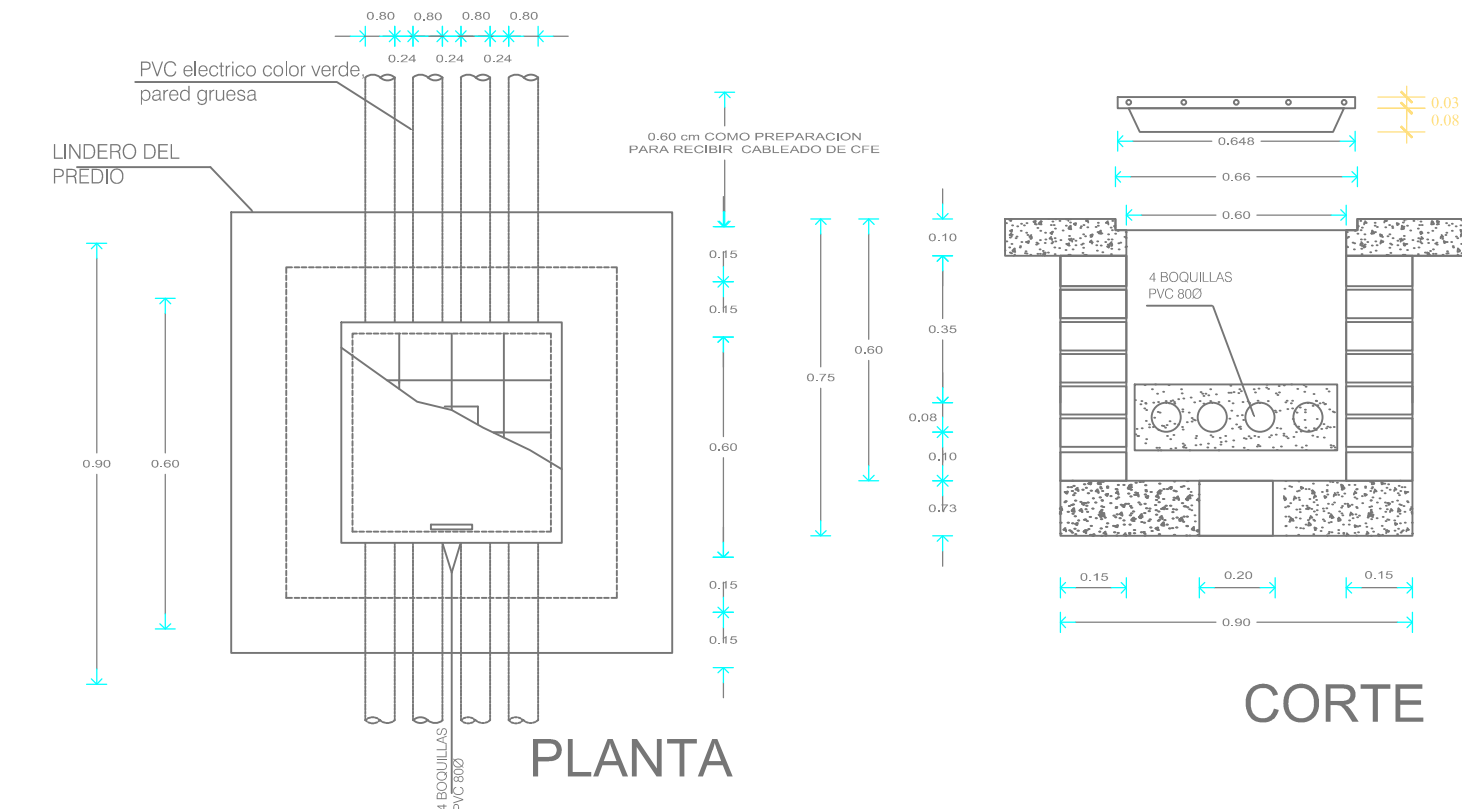 0.80 0.80 0.80 0.80
0.24 0.24 0.24
PVC electrico color verde,
pared gruesa
LINDERO DEL
PREDIO
0.60 cm COMO PREPARACION
PARA RECIBIR CABLEADO DE CFE
0.15
0.15
0.60
0.15
0.15
0.90
0.60
4 BOQUILLAS
PVC 80Ø
PLANTA
0.75
0.60
0.10
0.35
0.08
0.10
0.73
0.03
0.08
0.648
0.66
0.60
4 BOQUILLAS
PVC 80Ø
0.15 0.20 0.15
0.90
CORTE